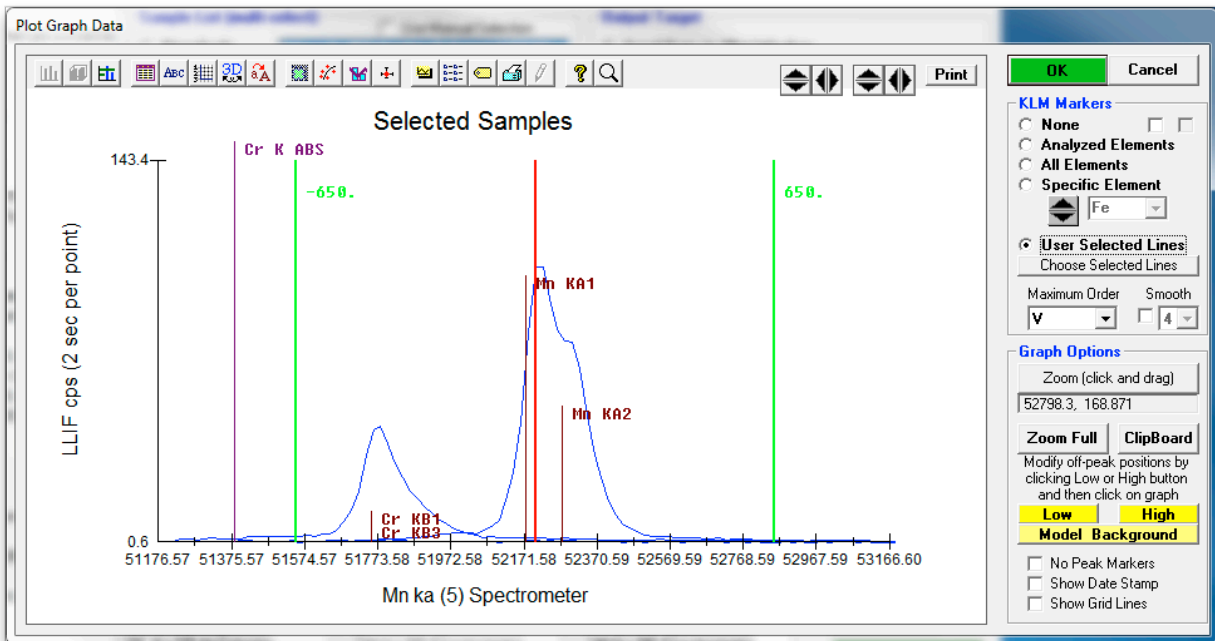 Plot Graph Data
ABC
3D
aA
Print
OK
Cancel
Selected Samples
KLM Markers
None
Analyzed Elements
All Elements
Specific Element
Fe
User Selected Lines
Choose Selected Lines
Maximum Order
Smooth
V
4
Graph Options
Zoom (click and drag)
52798.3, 168.871
Zoom Full
ClipBoard
Modify off-peak positions by
clicking Low or High button
and then click on graph
Low
High
Model Background
No Peak Markers
Show Date Stamp
Show Grid Lines
143.4
0.6
LLIF cps (2 sec per point)
Cr K ABS
-650.
650.
Mn KA1
Mn KA2
Cr KB1
Cr KB3
51176.57 51375.57 51574.57 51773.58 51972.58 52171.58 52370.59 52569.59 52768.59 52967.59 53166.60
Mn ka (5) Spectrometer